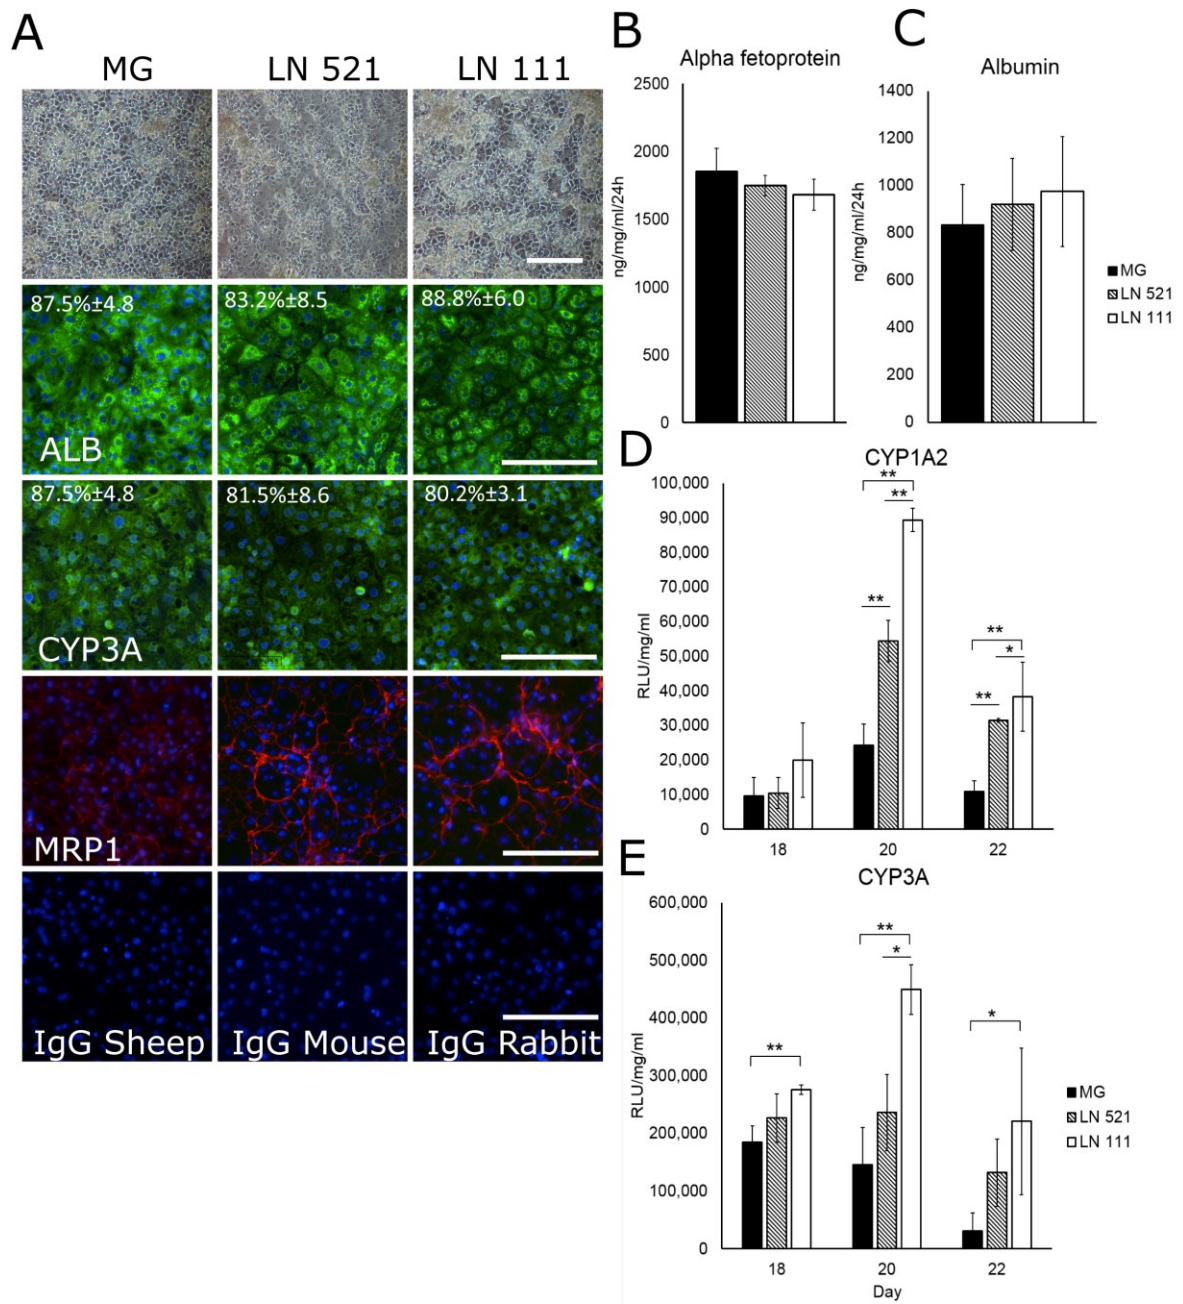 A
MG LN 521 LN 111
87.5%±4.8 83.2%±8.5 88.8%±6.0
ALB
87.5%±4.8 81.5%±8.6 80.2%±3.1
CYP3A
MRP1
IgG Sheep IgG Mouse IgG Rabbit
B
Alpha fetoprotein
ng/mg/ml/24h
2500
2000
1500
1000
500
0
C
Albumin
ng/mg/ml/24h
1400
1200
1000
800
600
400
200
0
MG
LN 521
LN 111
D
CYP1A2
RLU/mg/ml
100,000
90,000
80,000
70,000
60,000
50,000
40,000
30,000
20,000
10,000
0
** ** ** ** ** *
18 20 22
E
CYP3A
RLU/mg/ml
600,000
500,000
400,000
300,000
200,000
100,000
0
** ** * *
18 20 22
Day
MG
LN 521
LN 111